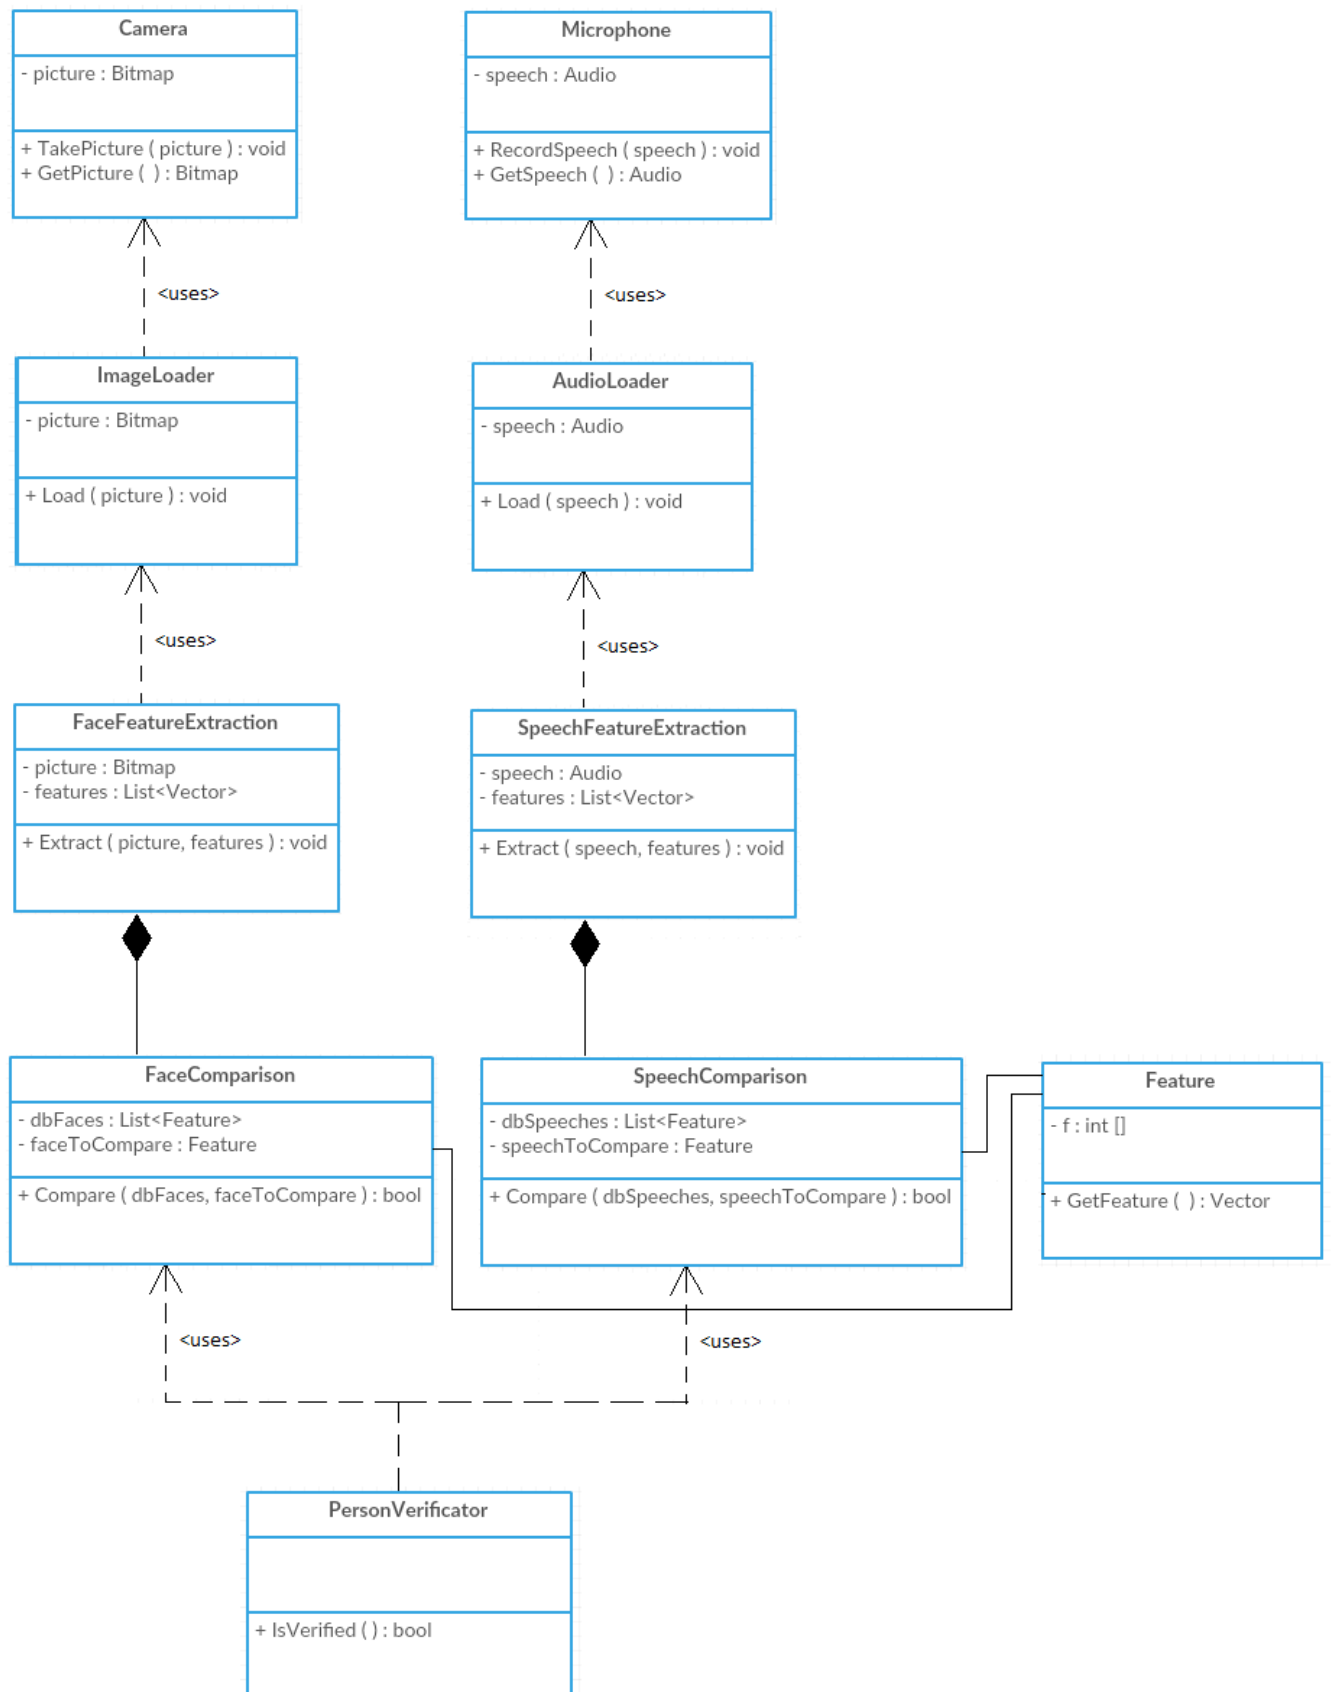 Camera
- picture : Bitmap
+ TakePicture ( picture ) : void
+ GetPicture ( ) : Bitmap
Microphone
- speech : Audio
+ RecordSpeech ( speech ) : void
+ GetSpeech ( ) : Audio
<uses>
<uses>
ImageLoader
- picture : Bitmap
+ Load ( picture ) : void
AudioLoader
- speech : Audio
+ Load ( speech ) : void
<uses>
<uses>
FaceFeatureExtraction
- picture : Bitmap
- features : List<Vector>
+ Extract ( picture, features ) : void
SpeechFeatureExtraction
- speech : Audio
- features : List<Vector>
+ Extract ( speech, features ) : void
FaceComparison
- dbFaces : List<Feature>
- faceToCompare : Feature
+ Compare ( dbFaces, faceToCompare ) : bool
SpeechComparison
- dbSpeeches : List<Feature>
- speechToCompare : Feature
+ Compare ( dbSpeeches, speechToCompare ) : bool
Feature
- f : int []
+ GetFeature ( ) : Vector
<uses>
<uses>
PersonVerificator
+ IsVerified ( ) : bool